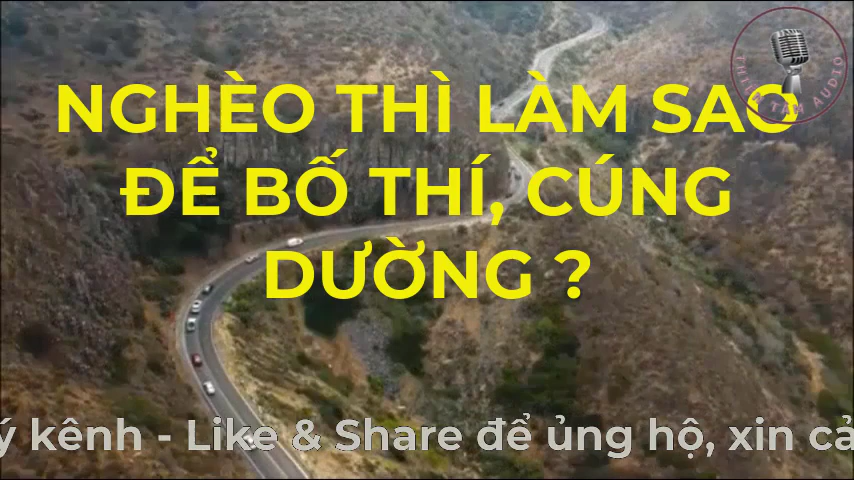 NGHÈO THÌ LÀM SAO
ĐỂ BỐ THÍ, CÚNG
DƯỜNG ?
ý kênh - Like & Share để ủng hộ, xin cả